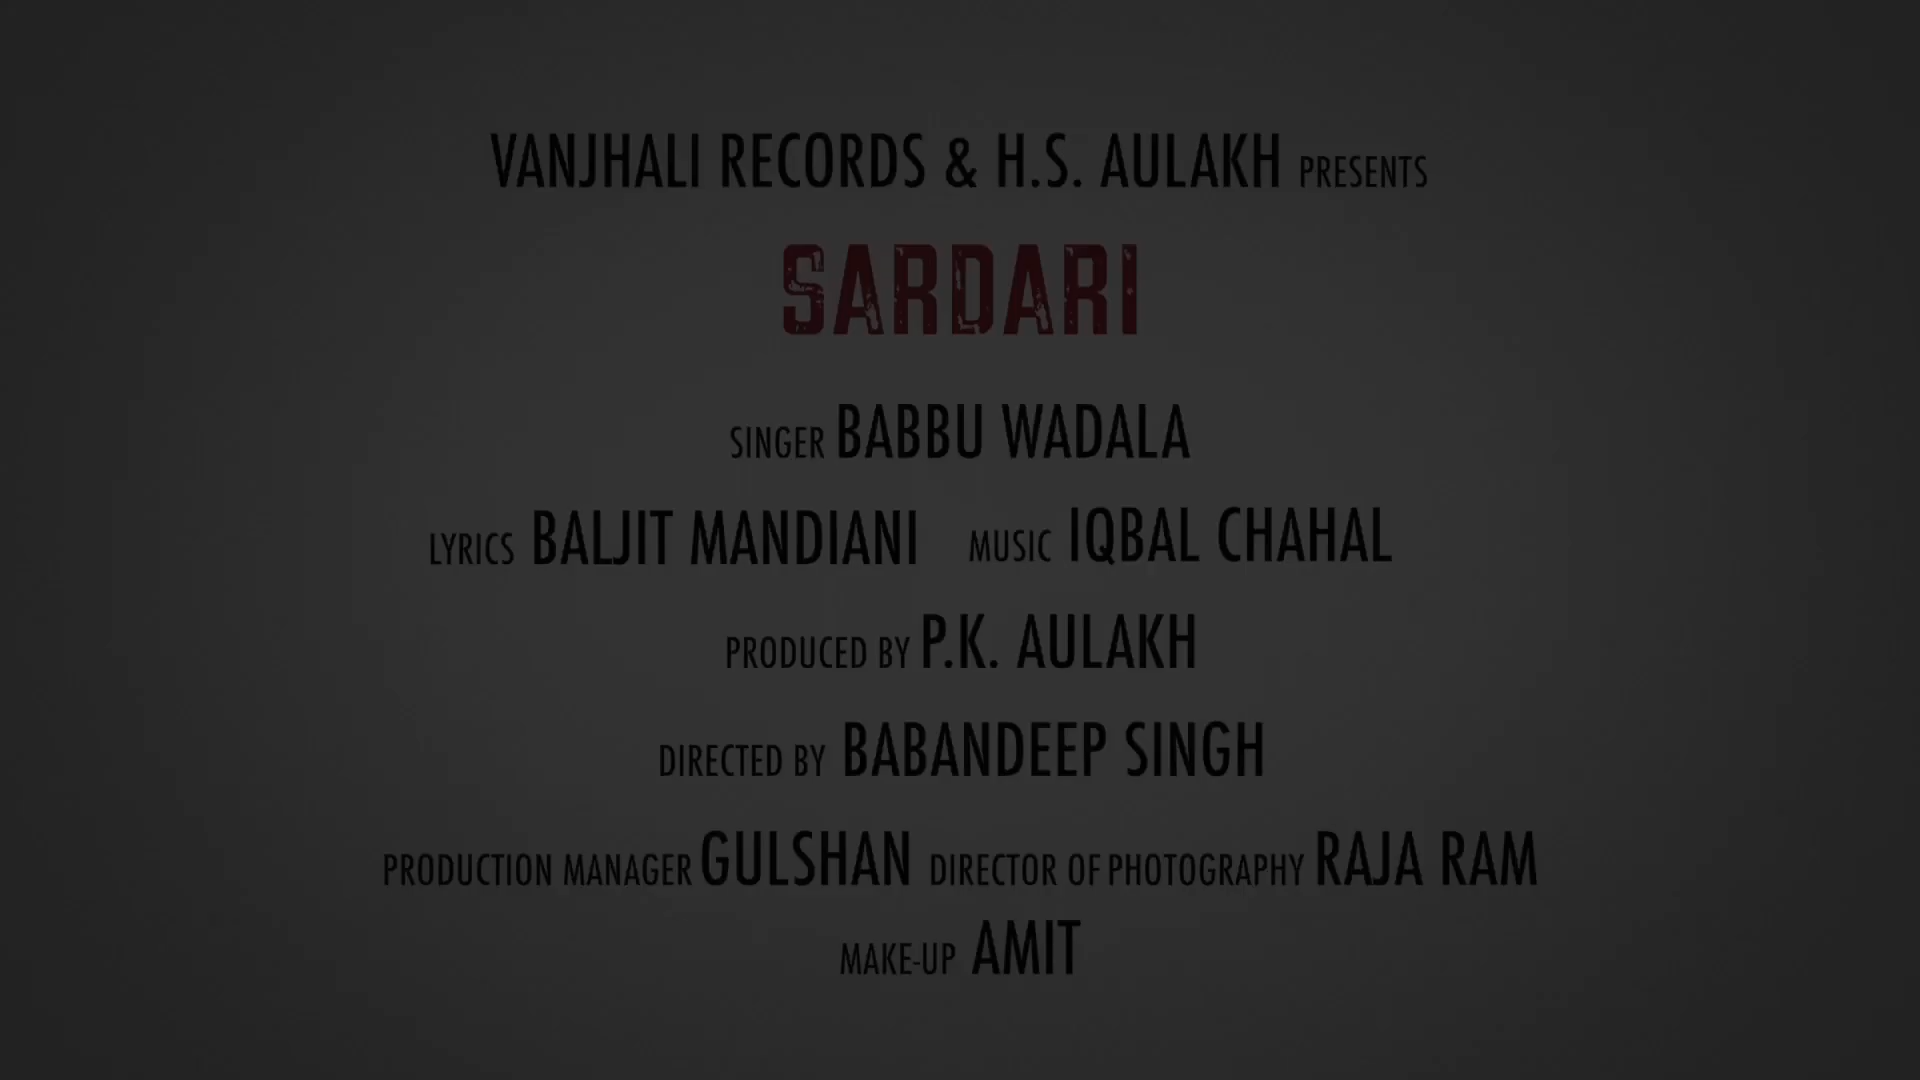 VANJHALI RECORDS & H.S. AULAKH PRESENTS
SARDARI
SINGER BABBU WADALA
LYRICS BALJIT MANDIANI MUSIC IQBAL CHAHAL
PRODUCED BY P.K. AULAKH
DIRECTED BY BABANDEEP SINGH
PRODUCTION MANAGER GULSHAN DIRECTOR OF PHOTOGRAPHY RAJA RAM
MAKE-UP AMIT